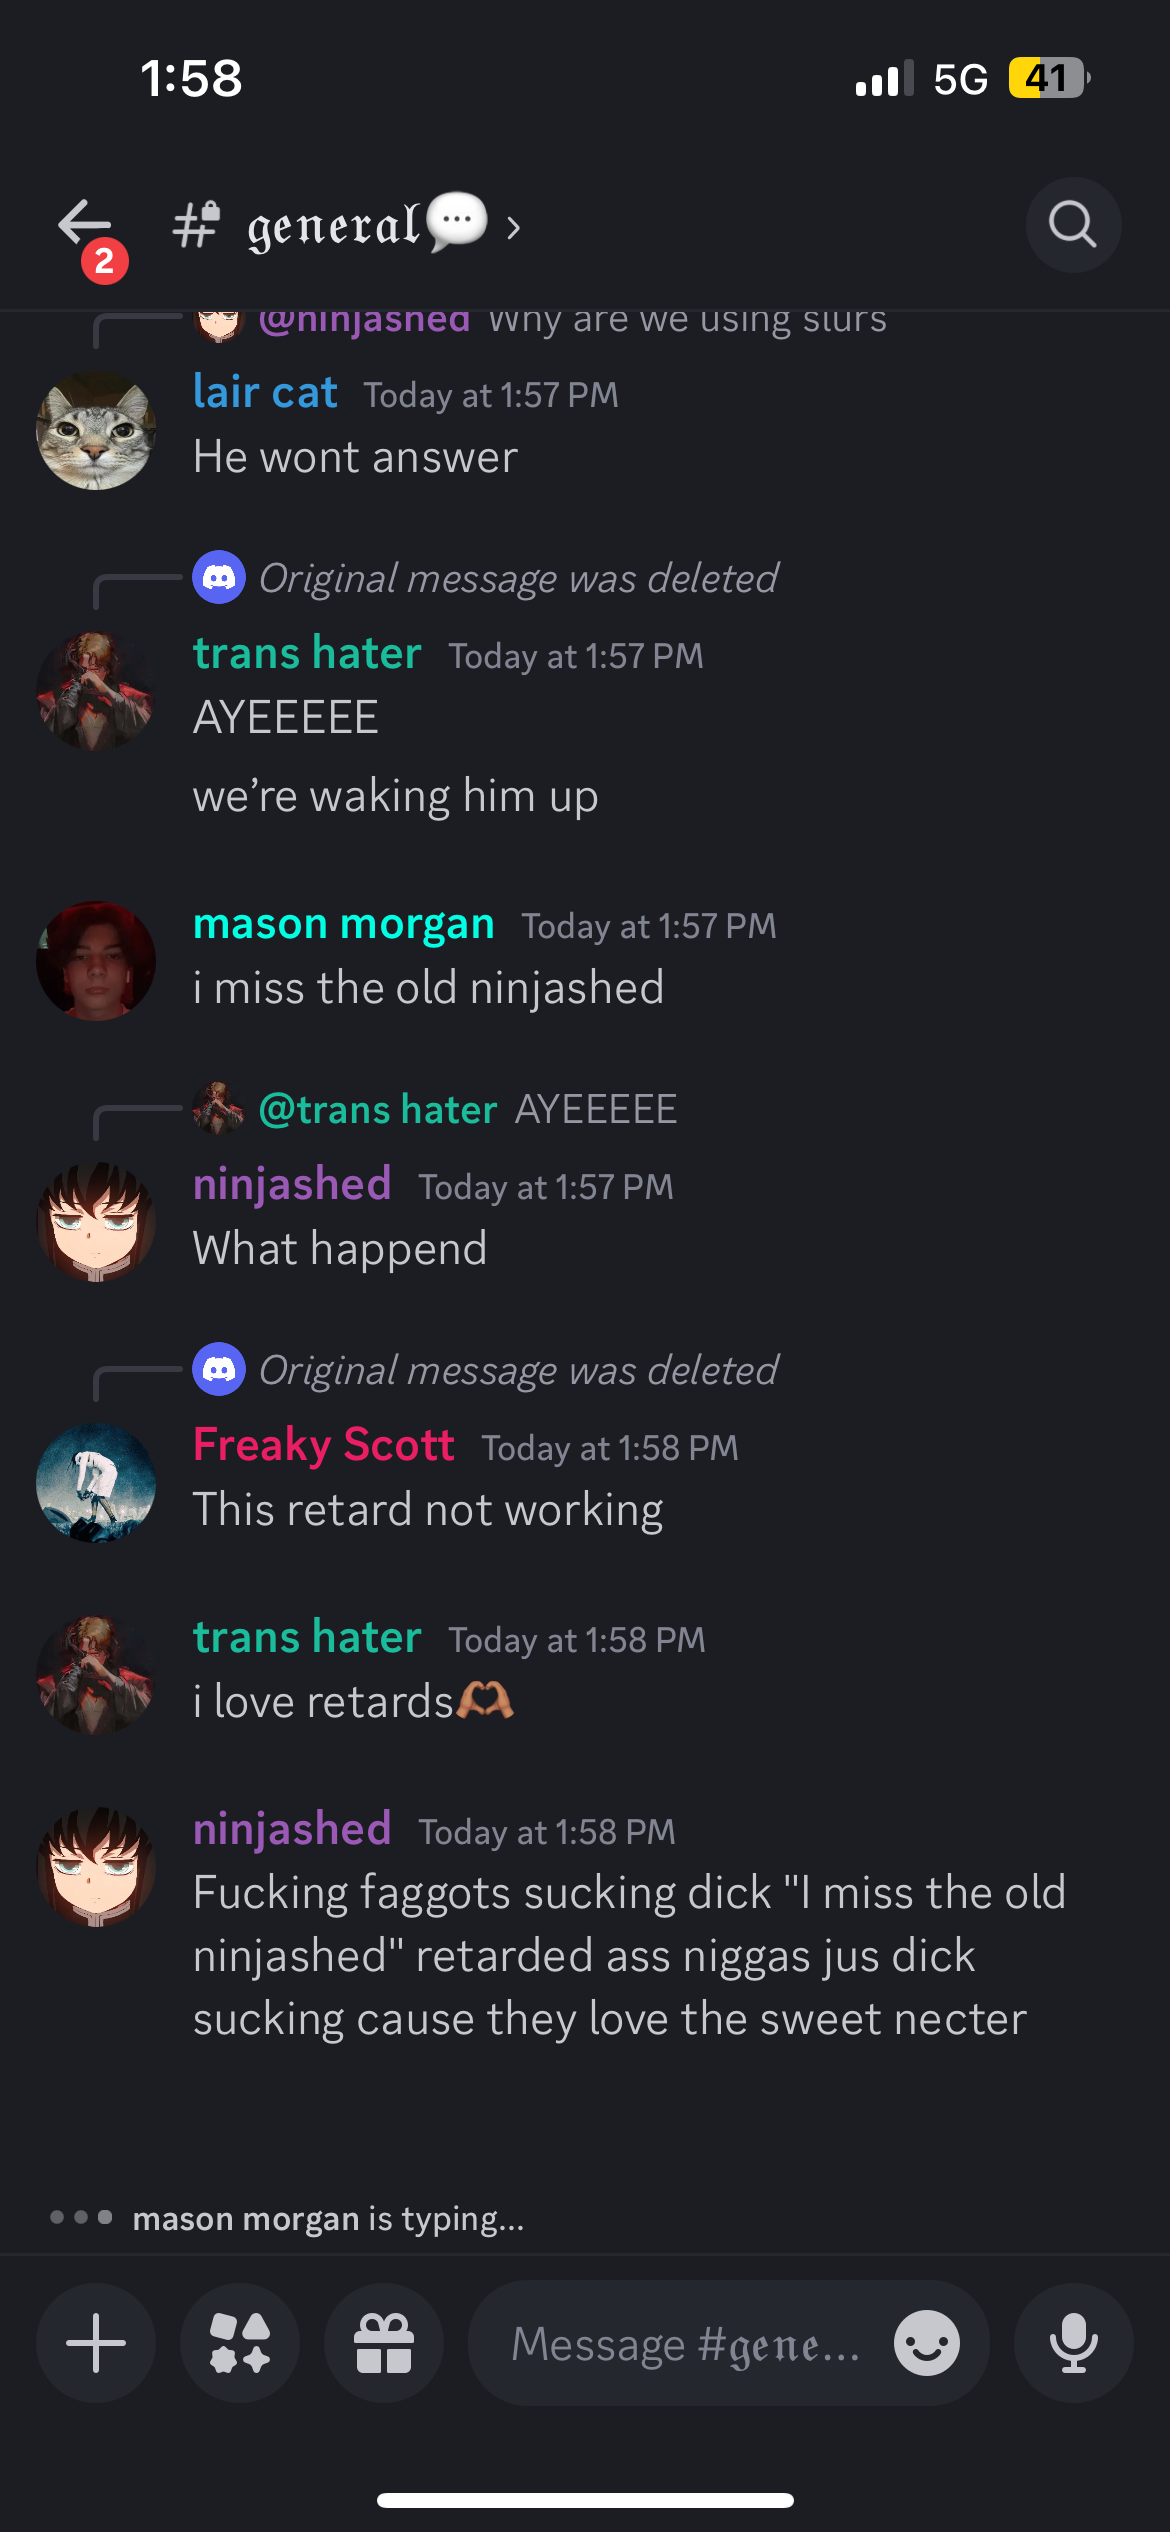 1:58 5G 41
2 # general >
@ninjashed Why are we using slurs
lair cat Today at 1:57 PM
He wont answer
Original message was deleted
trans hater Today at 1:57 PM
AYEEEEE
we’re waking him up
mason morgan Today at 1:57 PM
i miss the old ninjashed
@trans hater AYEEEEE
ninjashed Today at 1:57 PM
What happend
Original message was deleted
Freaky Scott Today at 1:58 PM
This retard not working
trans hater Today at 1:58 PM
i love retards🫶🏽
ninjashed Today at 1:58 PM
Fucking faggots sucking dick "I miss the old
ninjashed" retarded ass niggas jus dick
sucking cause they love the sweet necter
mason morgan is typing...
Message #gene...